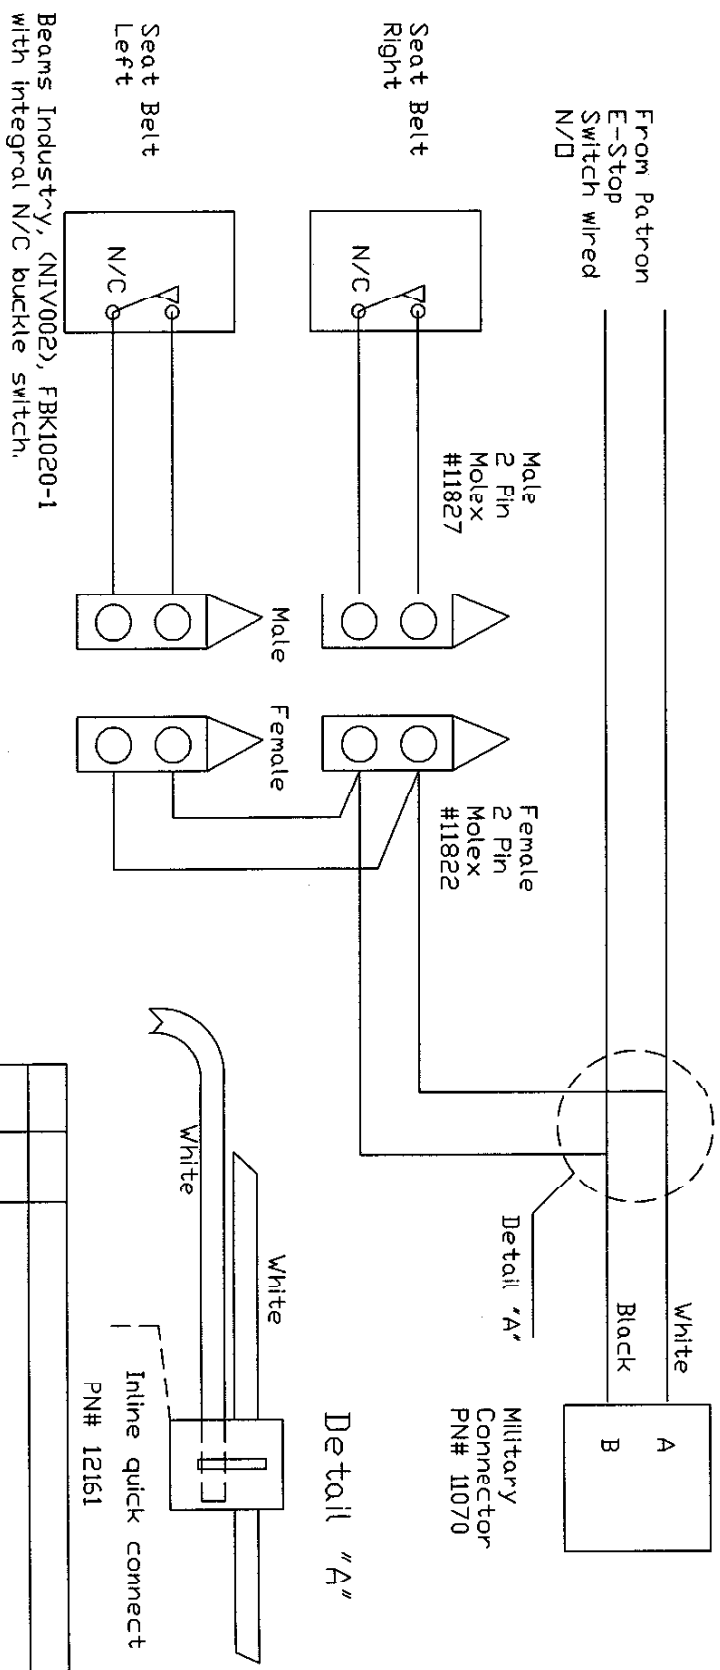 From Patron
E-Stop
Switch wired
N/O
White
Black
A
B
Military
Connector
PN# 11070
Detail "A"
Seat Belt
Right
N/C
Male
2 Pin
Molex
#11827
Female
2 Pin
Molex
#11822
Seat Belt
Left
N/C
Male
Female
Detail "A"
White
White
Inline quick connect
PN# 12161
Beams Industry, (NIV002), FBK1020-1
with integral N/C buckle switch.